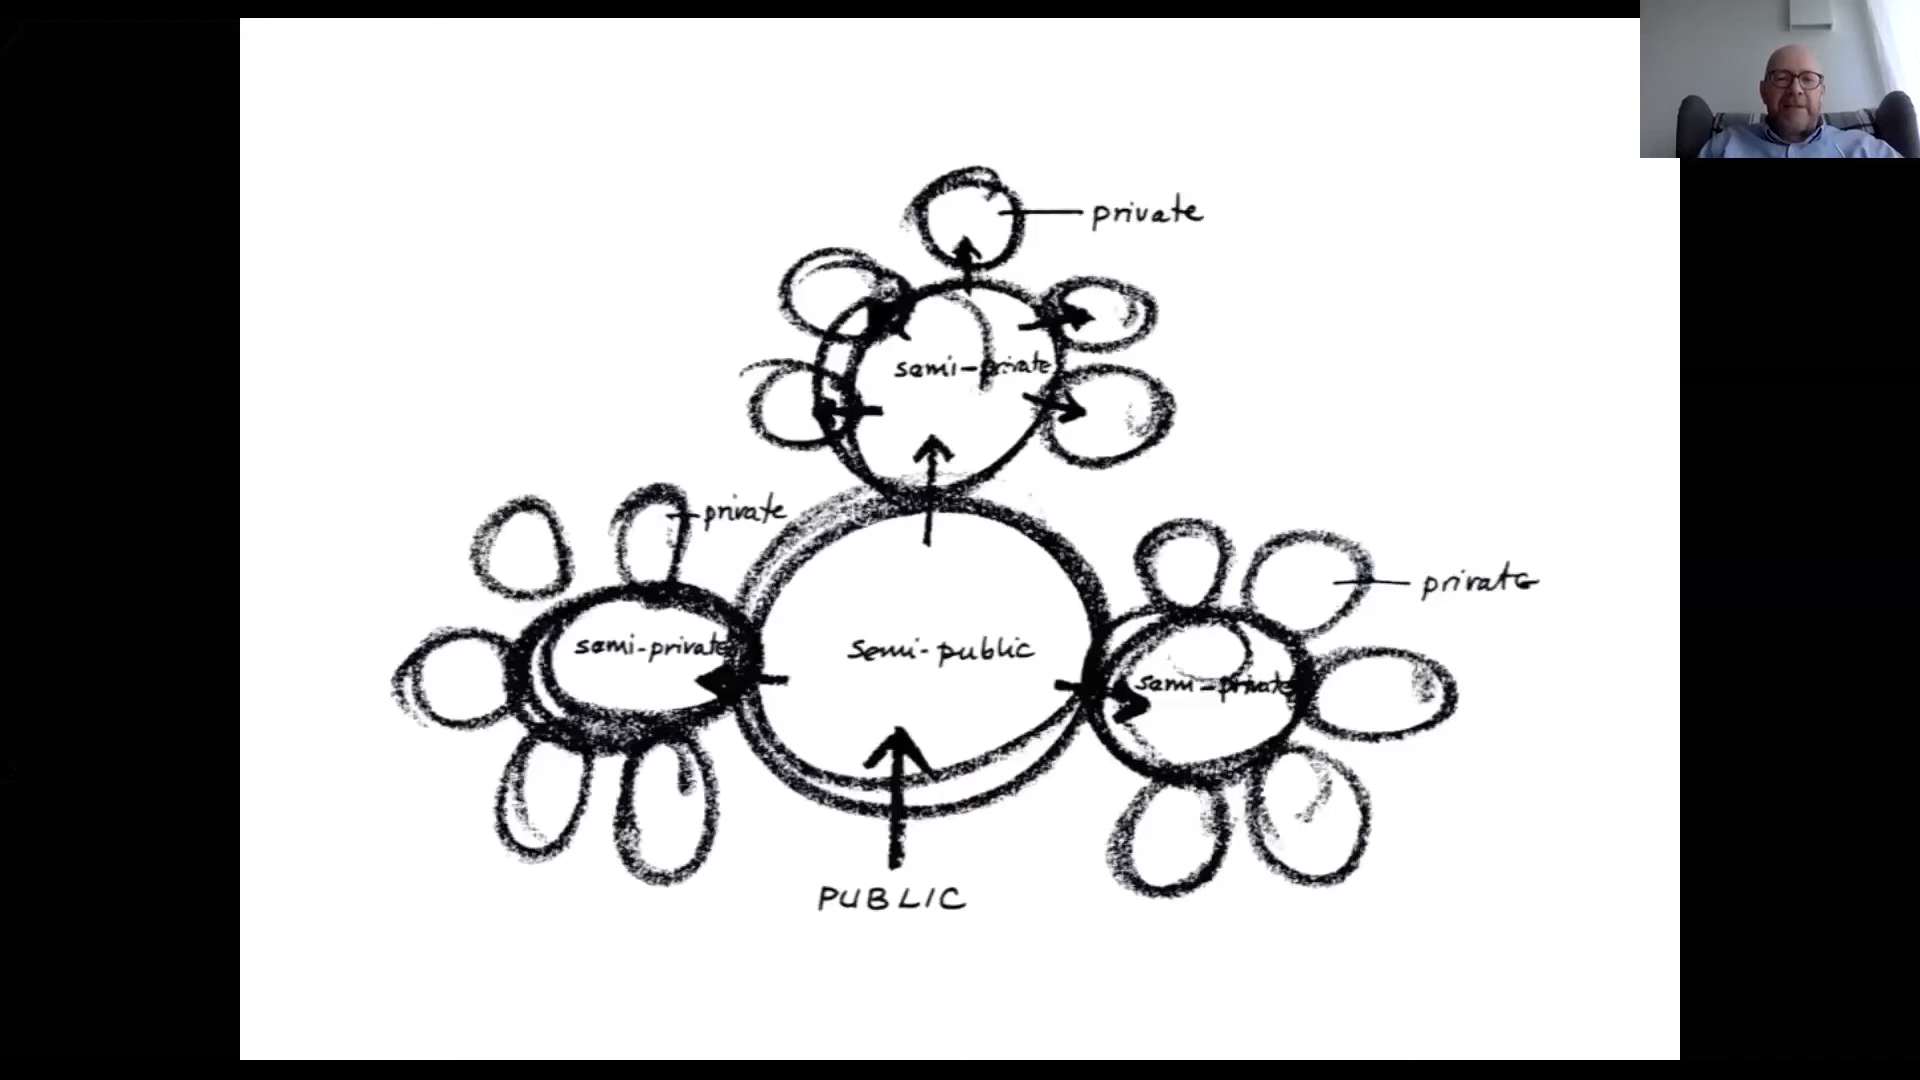 private
semi-private
private
semi-private
semi-public
private
semi-private
PUBLIC